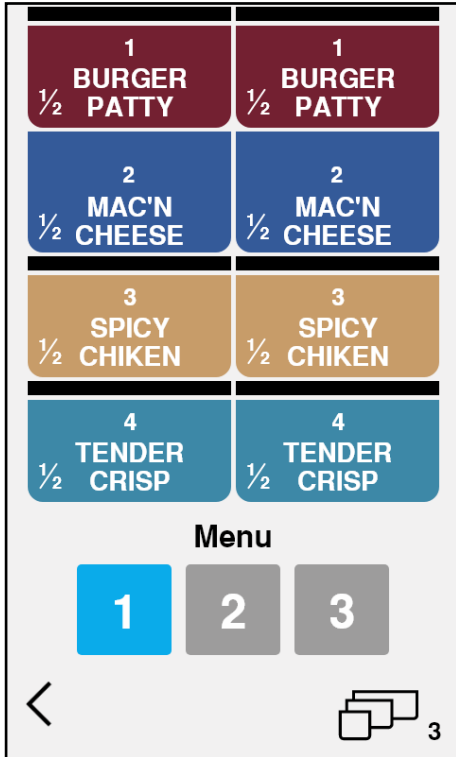 1
BURGER
½ PATTY
1
BURGER
½ PATTY
2
MAC'N
½ CHEESE
2
MAC'N
½ CHEESE
3
SPICY
½ CHIKEN
3
SPICY
½ CHIKEN
4
TENDER
½ CRISP
4
TENDER
½ CRISP
Menu
1 2 3
3